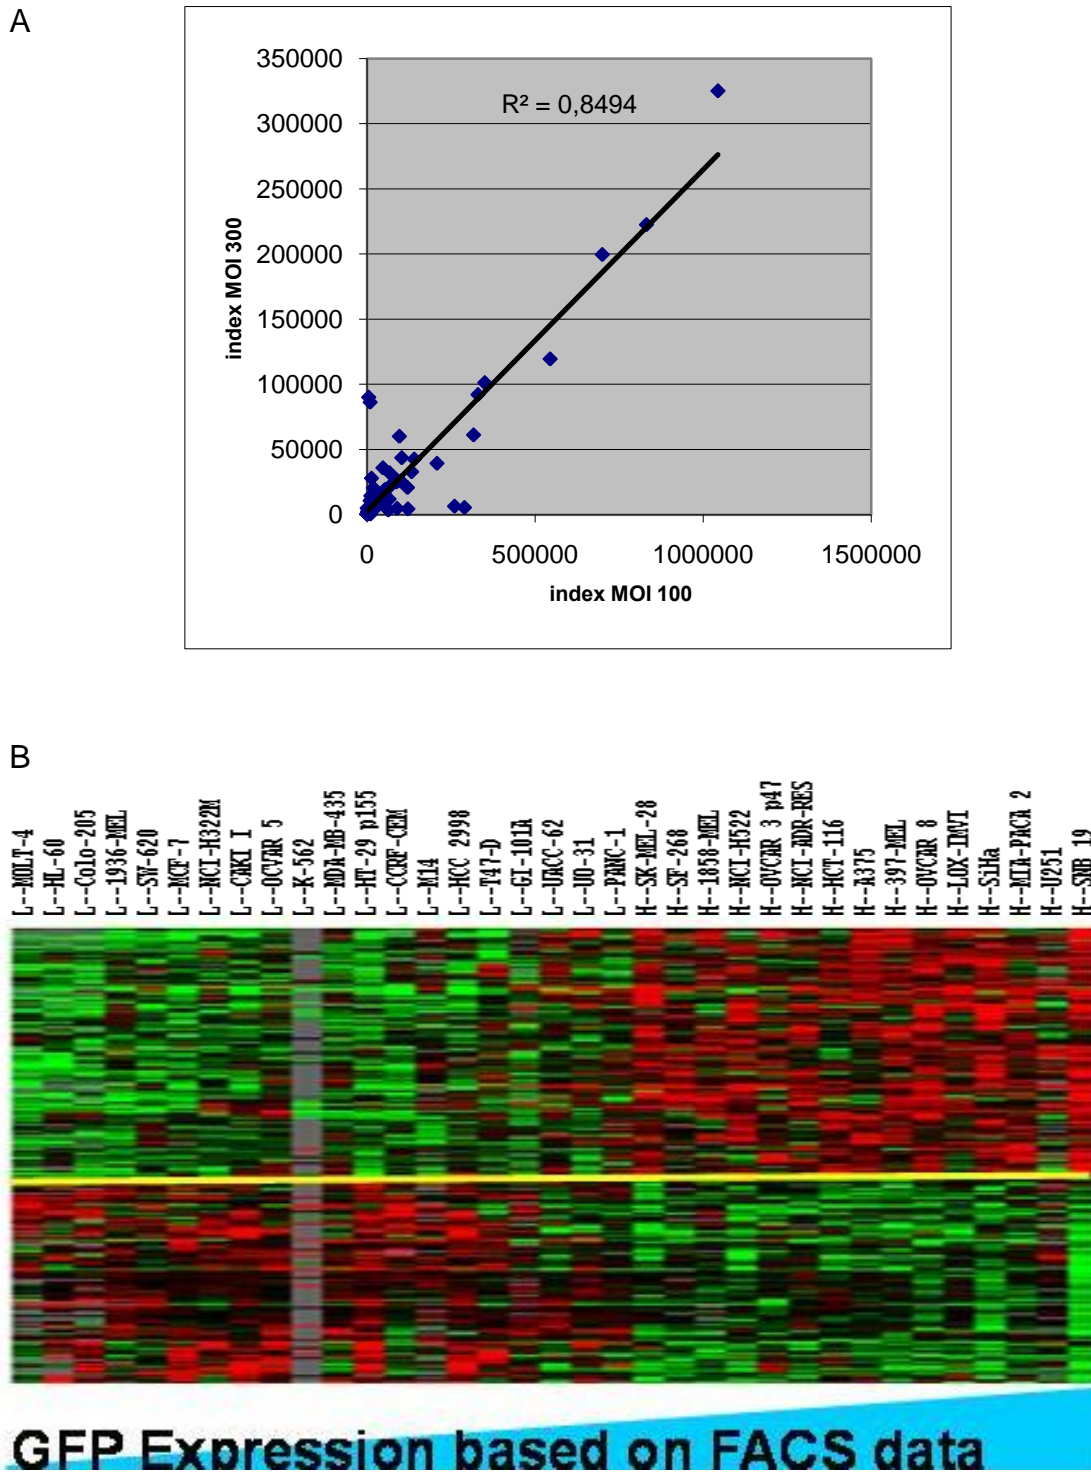 A
350000
300000
250000
200000
150000
100000
50000
0
R² = 0,8494
index MOI 300
0 500000 1000000 1500000
index MOI 100
B
L--MOLT-4
L--HL-60
L--Colo-205
L--1936-MEL
L--SW-620
L--MCF-7
L--NCI-H322M
L--CAKI I
L--OCVAR 5
L--K-562
L--MDA-MB-435
L--HT-29 p155
L--CCRF-CEM
L--M14
L--HCC 2998
L--T47-D
L--GI-101A
L--UACC-62
L--UO-31
L--PANC-1
H--SK-MEL-28
H--SF-268
H--1858-MEL
H--NCI-H522
H--OVCAR 3 p47
H--NCI-ADR-RES
H--HCT-116
H--A375
H--397-MEL
H--OVCAR 8
H--LOX-IMVI
H--SiHa
H--MIA-PACA 2
H--U251
H--SNB 19
GFP Expression based on FACS data